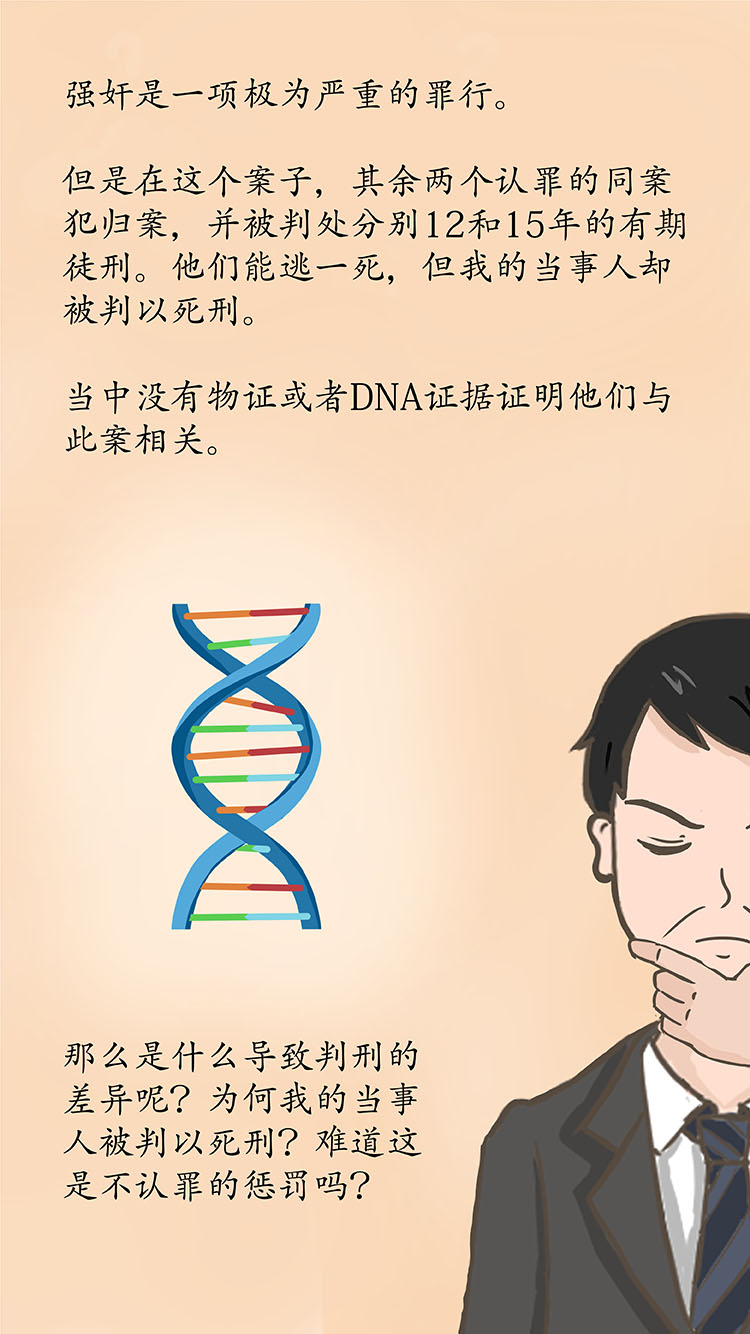 强奸是一项极为严重的罪行。
但是在这个案子，其余两个认罪的同案
犯归案，并被判处分别12和15年的有期
徒刑。他们能逃一死，但我的当事人却
被判以死刑。
当中没有物证或者DNA证据证明他们与
此案相关。
那么是什么导致判刑的
差异呢？为何我的当事
人被判以死刑？难道这
是不认罪的惩罚吗？